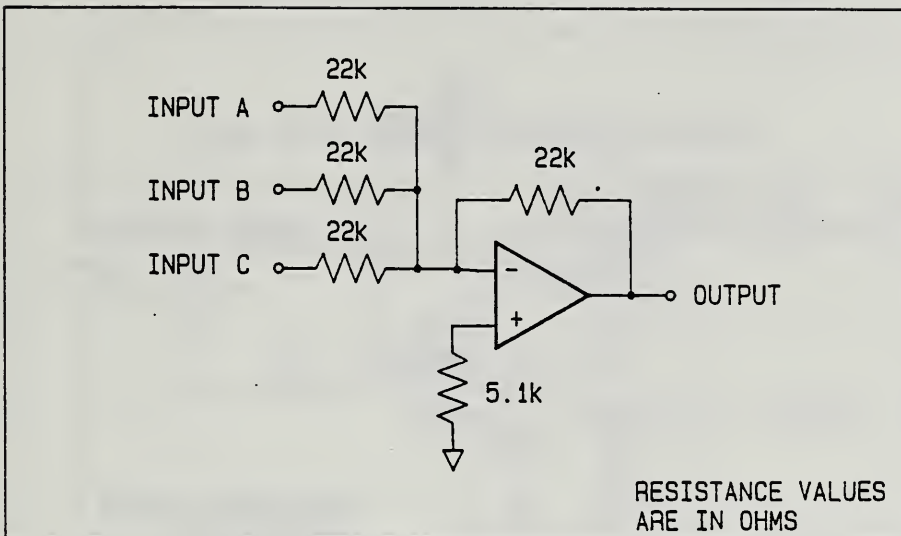 22k
INPUT A
22k
INPUT B
22k
22k
INPUT C
-
+
OUTPUT
5.1k
RESISTANCE VALUES
ARE IN OHMS